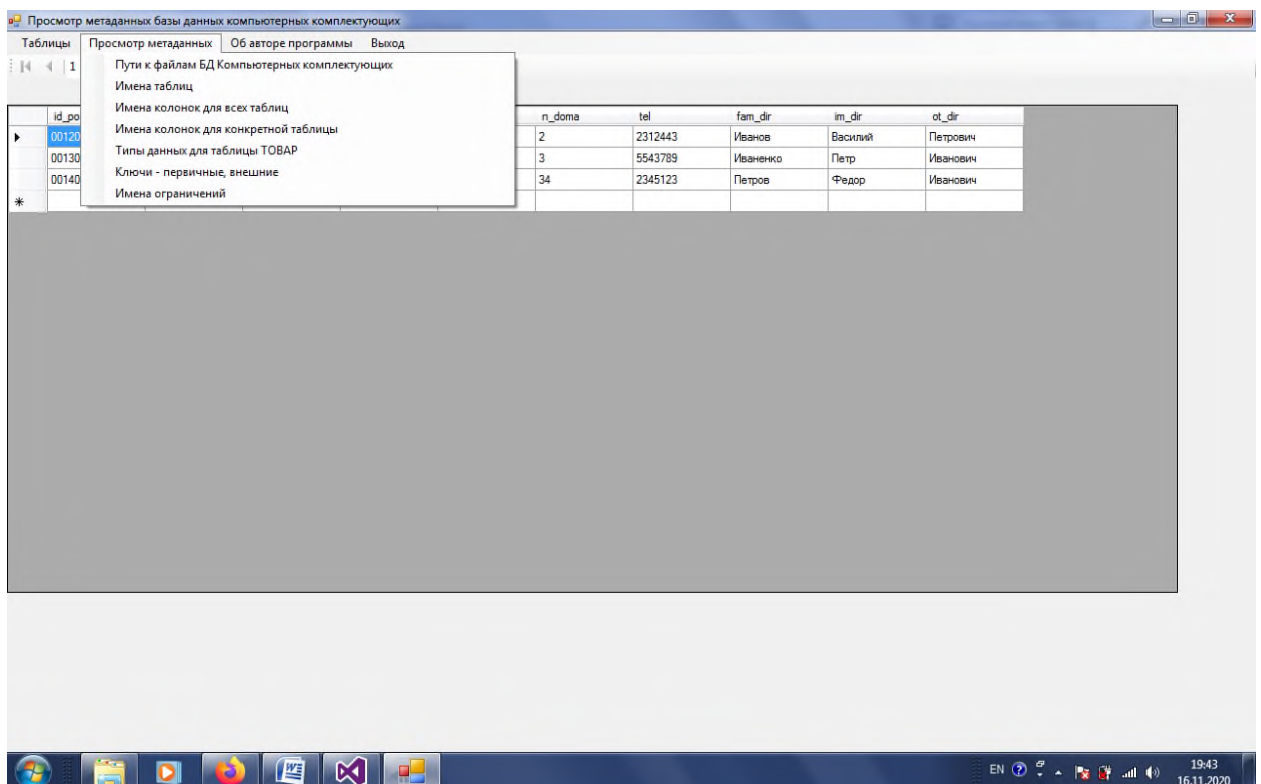 Просмотр метаданных базы данных компьютерных комплектующих
Таблицы Просмотр метаданных Об авторе программы Выход
1
Пути к файлам БД Компьютерных комплектующих
Имена таблиц
Имена колонок для всех таблиц
Имена колонок для конкретной таблицы
Типы данных для таблицы ТОВАР
Ключи - первичные, внешние
Имена ограничений
id_po n_doma tel fam_dir im_dir ot_dir
00120 2 2312443 Иванов Василий Петрович
00130 3 5543789 Иваненко Петр Иванович
00140 34 2345123 Петров Федор Иванович
EN 19:43
16.11.2020